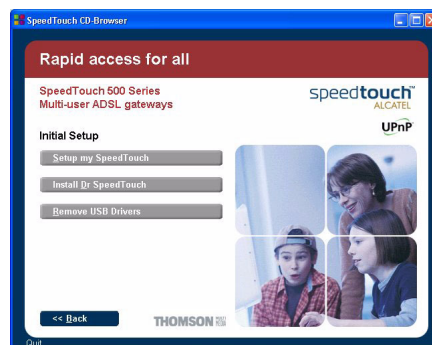 SpeedTouch CD-Browser
Rapid access for all
SpeedTouch 500 Series
Multi-user ADSL gateways
speedtouch™
ALCATEL
UPnP
Initial Setup
Setup my SpeedTouch
Install Dr SpeedTouch
Remove USB Drivers
<< Back
THOMSON
Quit